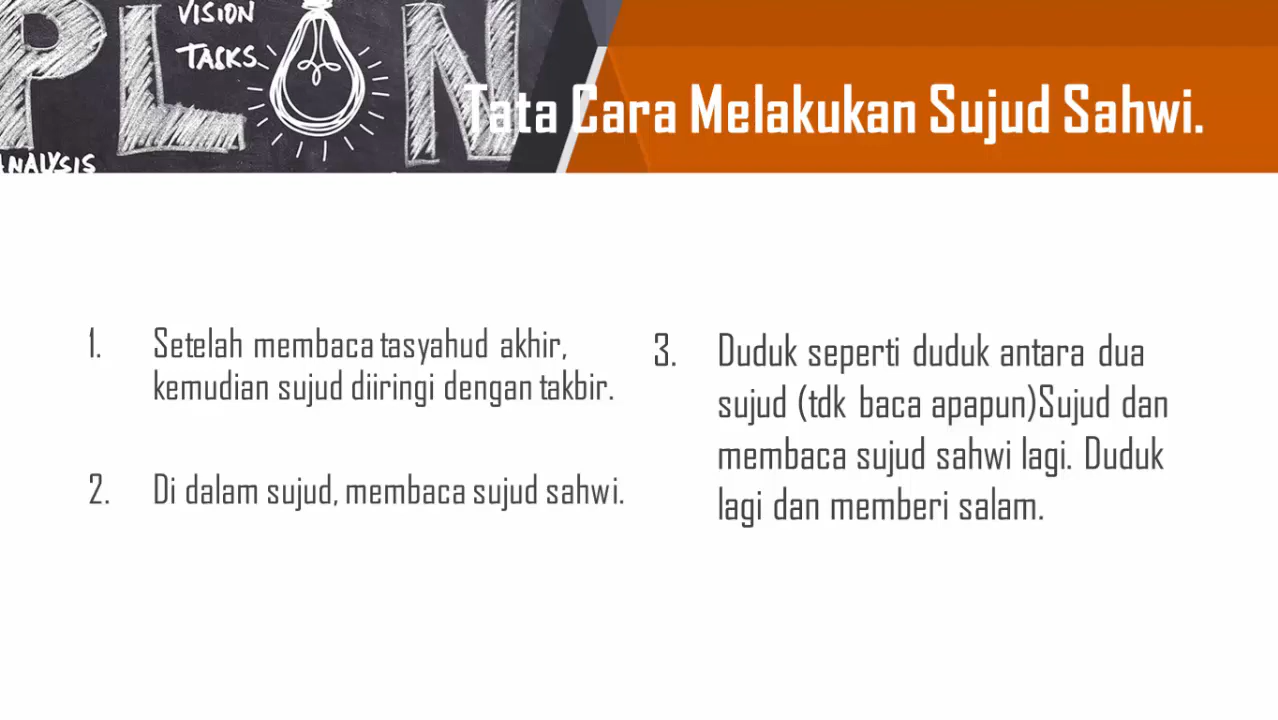 PLAN
VISION
TASKS
ANALYSIS
Tata Cara Melakukan Sujud Sahwi.
1. Setelah membaca tasyahud akhir,
kemudian sujud diiringi dengan takbir.
2. Di dalam sujud, membaca sujud sahwi.
3. Duduk seperti duduk antara dua
sujud (tdk baca apapun)Sujud dan
membaca sujud sahwi lagi. Duduk
lagi dan memberi salam.